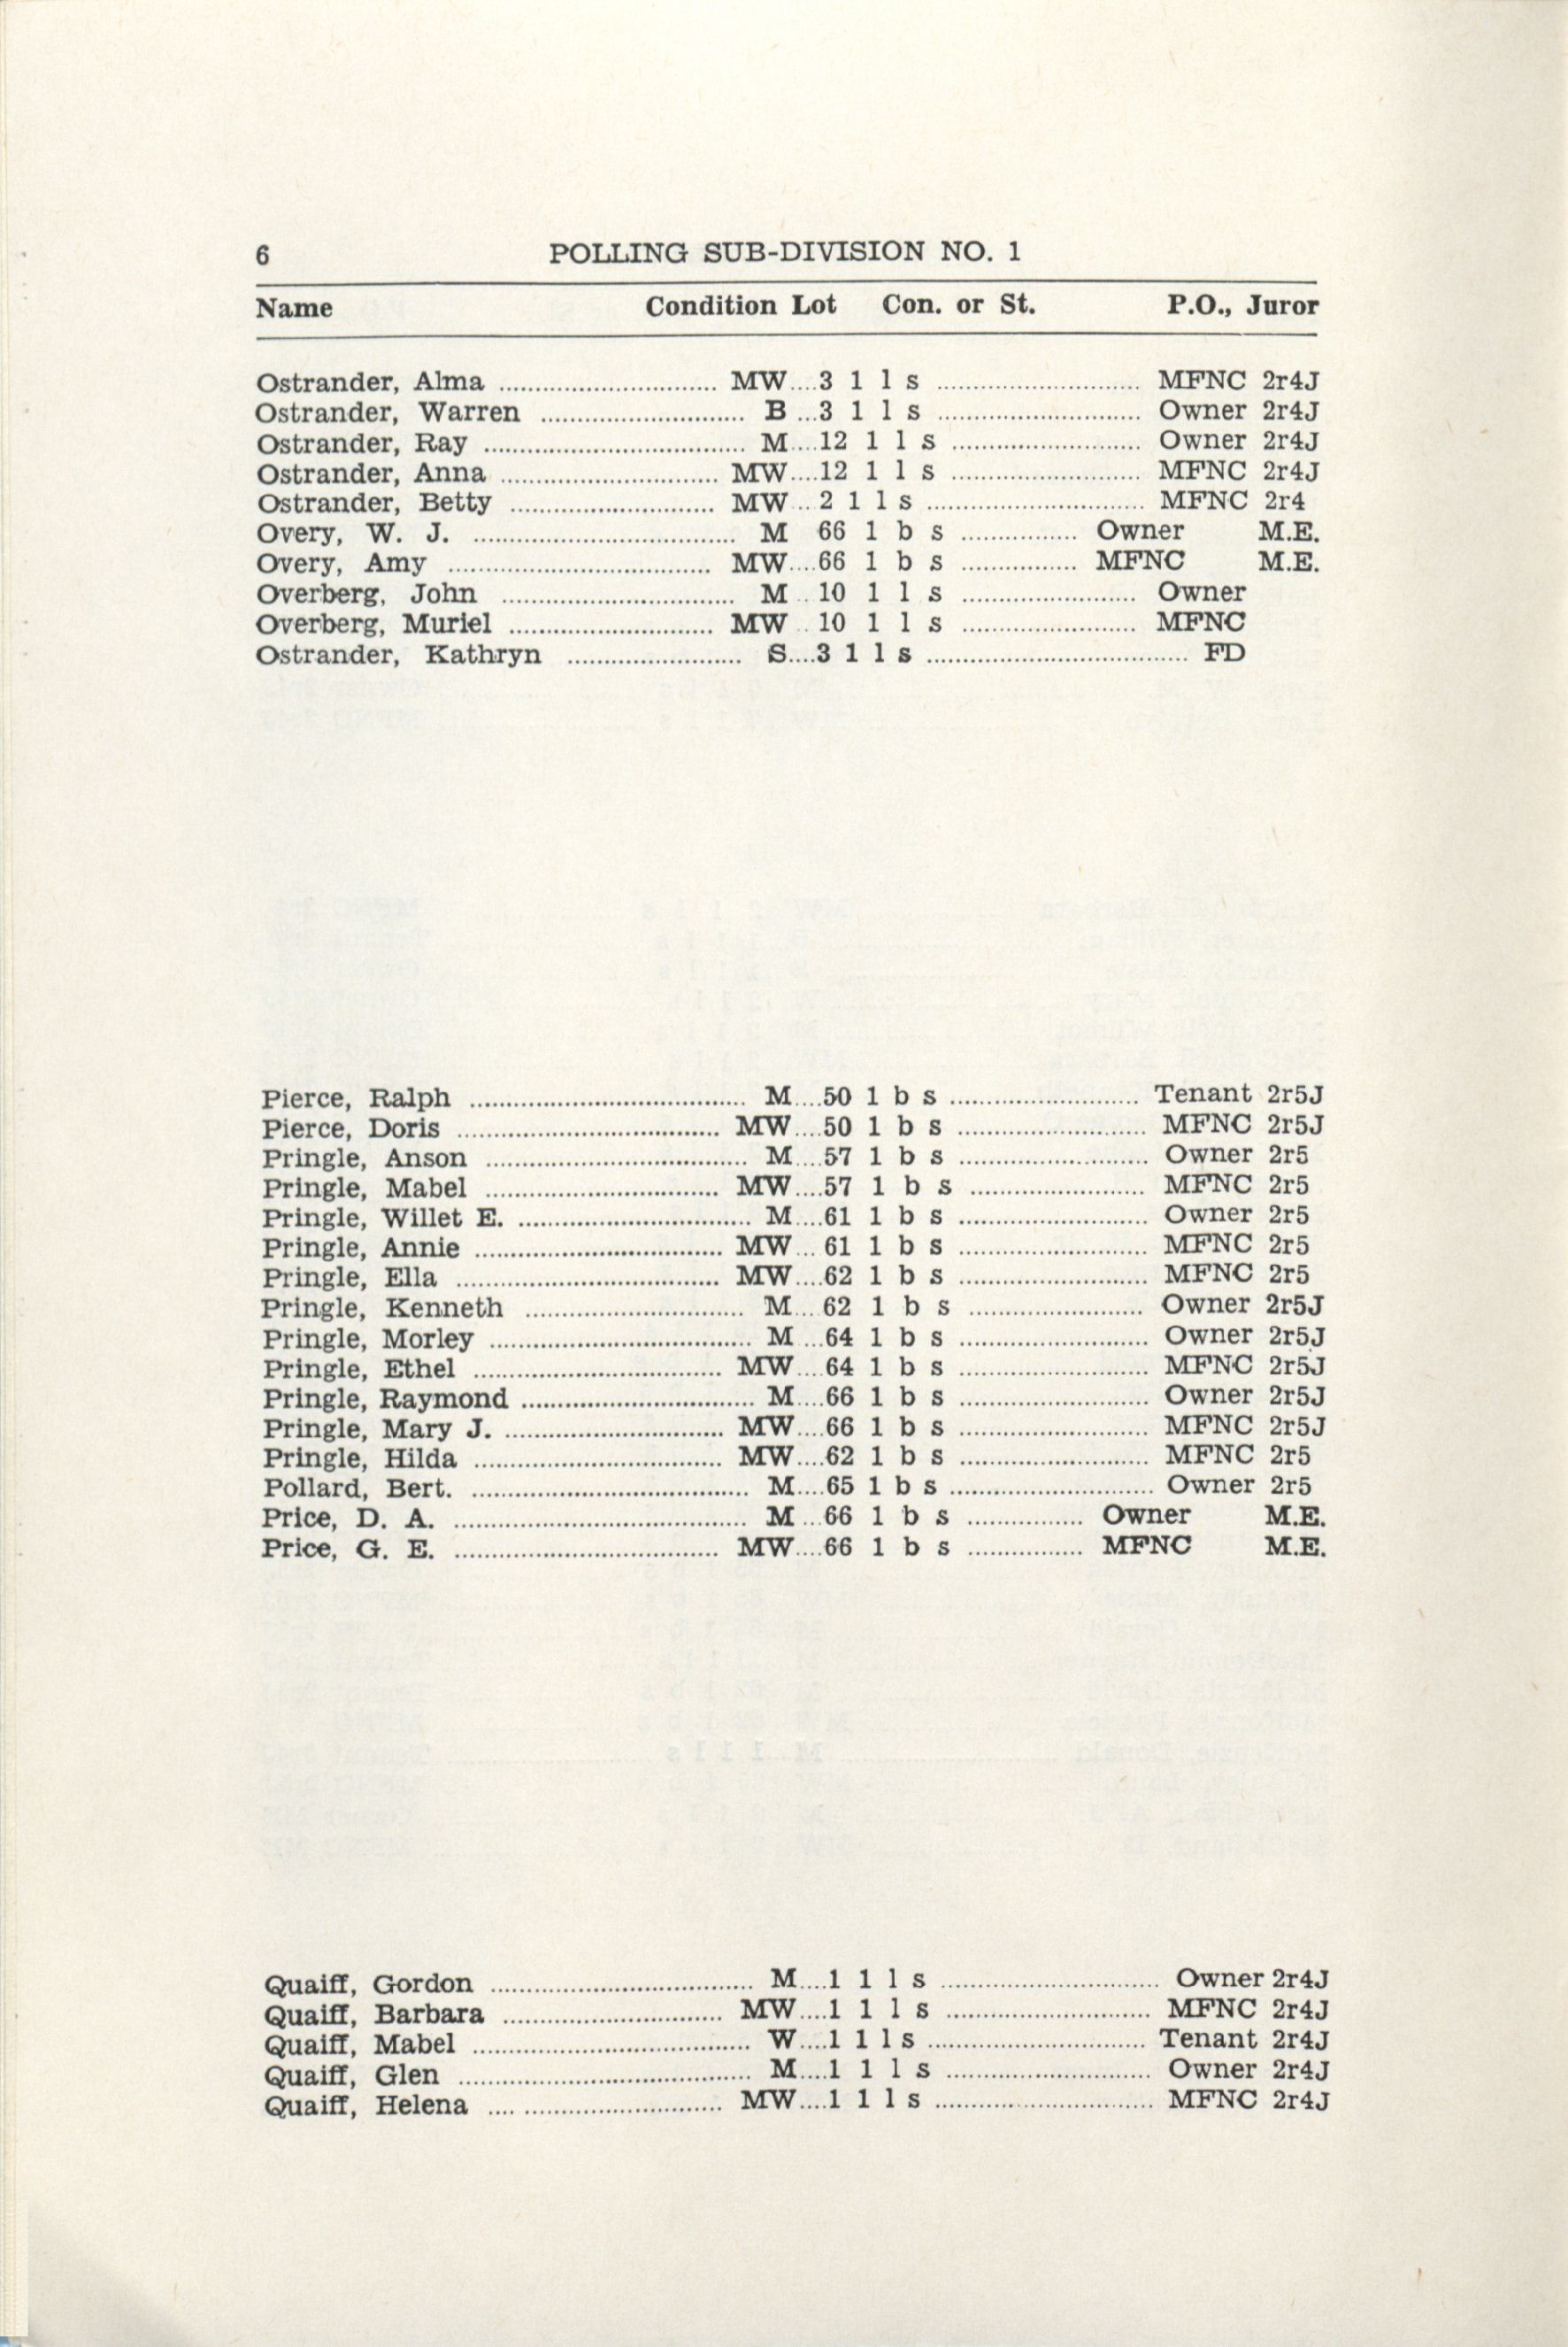 6 POLLING SUB-DIVISION NO. 1
Name Condition Lot Con. or St. P.O., Juror
Ostrander, Alma .............................. MW....3 1 l s ............................ MFNC 2r4J
Ostrander, Warren ............................ B ...3 1 l s ............................ Owner 2r4J
Ostrander, Ray .................................... M....12 1 l s .......................... Owner 2r4J
Ostrander, Anna .............................. MW....12 1 l s .......................... MFNC 2r4J
Ostrander, Betty ............................ MW... 2 1 l s .............................. MFNC 2r4
Overy, W. J. .................................... M 66 1 b s ................ Owner M.E.
Overy, Amy .................................... MW....66 1 b s ................ MFNC M.E.
Overberg, John ................................ M .. 10 1 l s ........................ Owner
Overberg, Muriel ............................ MW .. 10 1 l s ........................ MFNC
Ostrander, Kathryn ........................ S....3 1 l s .................................... FD
Pierce, Ralph ...................................... M....50 1 b s .......................... Tenant 2r5J
Pierce, Doris .................................... MW....50 1 b s .......................... MFNC 2r5J
Pringle, Anson .................................... M....57 1 b s .......................... Owner 2r5
Pringle, Mabel ................................ MW....57 1 b s ........................ MFNC 2r5
Pringle, Willet E. ................................ M....61 1 b s .......................... Owner 2r5
Pringle, Annie .................................. MW... 61 1 b s .......................... MFNC 2r5
Pringle, Ella .................................... MW....62 1 b s .......................... MFNC 2r5
Pringle, Kenneth .............................. M... 62 1 b s ........................ Owner 2r5J
Pringle, Morley .................................... M ...64 1 b s .......................... Owner 2r5J
Pringle, Ethel .................................. MW....64 1 b s .......................... MFNC 2r5J
Pringle, Raymond ................................ M....66 1 b s .......................... Owner 2r5J
Pringle, Mary J. .............................. MW....66 1 b s .......................... MFNC 2r5J
Pringle, Hilda .................................. MW....62 1 b s .......................... MFNC 2r5
Pollard, Bert. ...................................... M....65 1 b s ............................ Owner 2r5
Price, D. A. ........................................ M ...66 1 b s ................ Owner M.E.
Price, G. E. .................................... MW....66 1 b s ................ MFNC M.E.
Quaiff, Gordon .................................... M....1 1 l s .............................. Owner 2r4J
Quaiff, Barbara .............................. MW....1 1 l s ............................ MFNC 2r4J
Quaiff, Mabel ...................................... W....1 1 l s .............................. Tenant 2r4J
Quaiff, Glen ........................................ M....1 1 l s ............................ Owner 2r4J
Quaiff, Helena .... ........................... MW....1 1 l s .............................. MFNC 2r4J